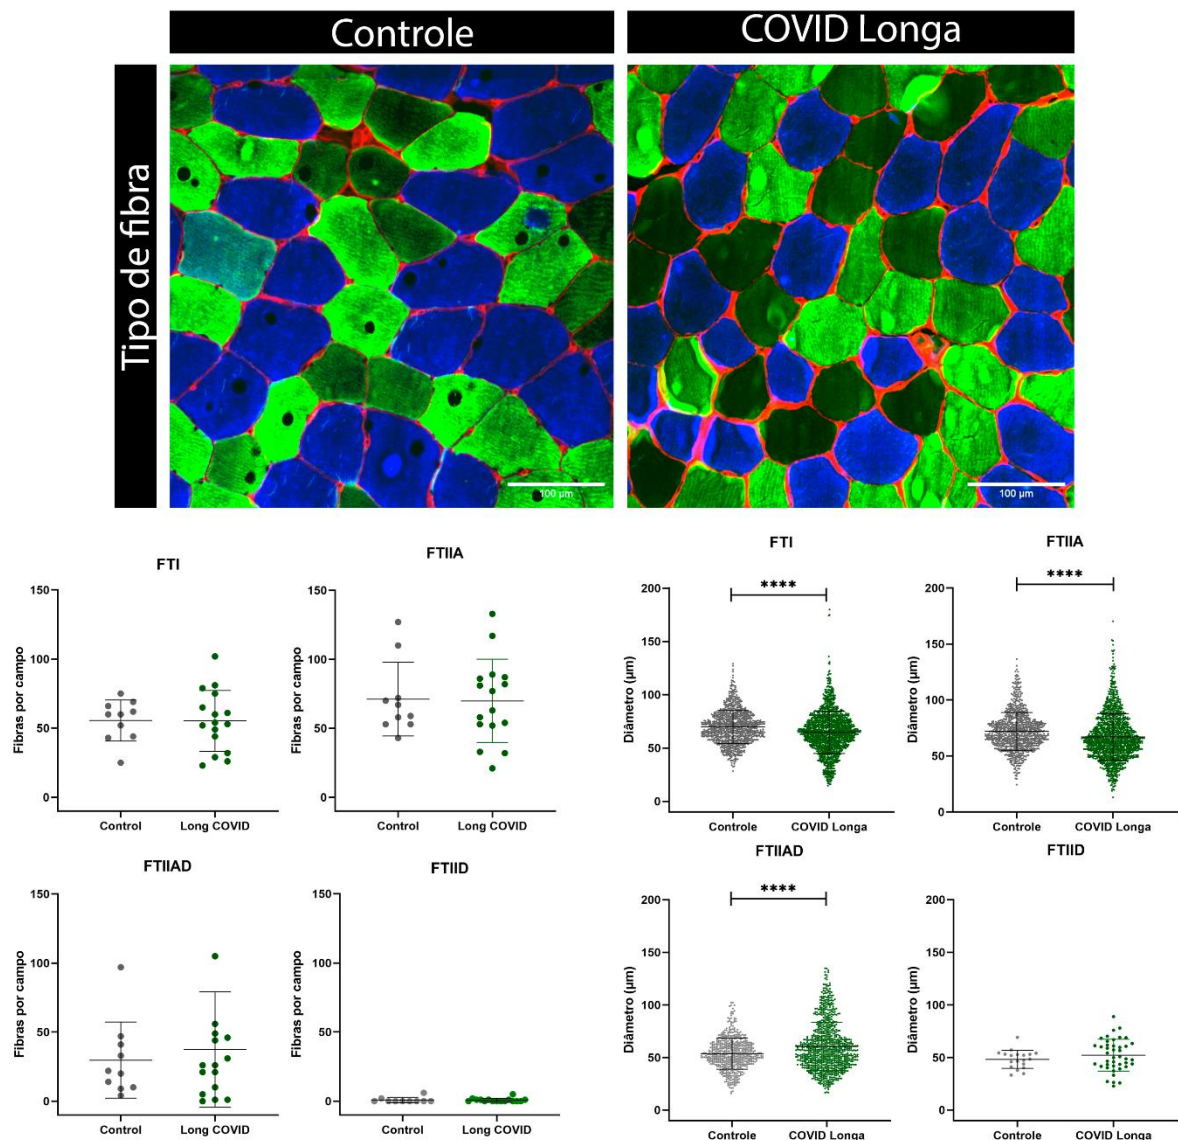 Controle
COVID Longa
Tipo de fibra
100 µm
100 µm
FTI
150
100
50
0
Fibras por campo
Control
Long COVID
FTIIA
150
100
50
0
Fibras por campo
Control
Long COVID
FTI
****
200
150
100
50
0
Diâmetro (µm)
Controle
COVID Longa
FTIIA
****
200
150
100
50
0
Diâmetro (µm)
Controle
COVID Longa
FTIIAD
150
100
50
0
Fibras por campo
Control
Long COVID
FTIID
150
100
50
0
Fibras por campo
Control
Long COVID
FTIIAD
****
200
150
100
50
0
Diâmetro (µm)
Controle
COVID Longa
FTIID
200
150
100
50
0
Diâmetro (µm)
Controle
COVID Longa